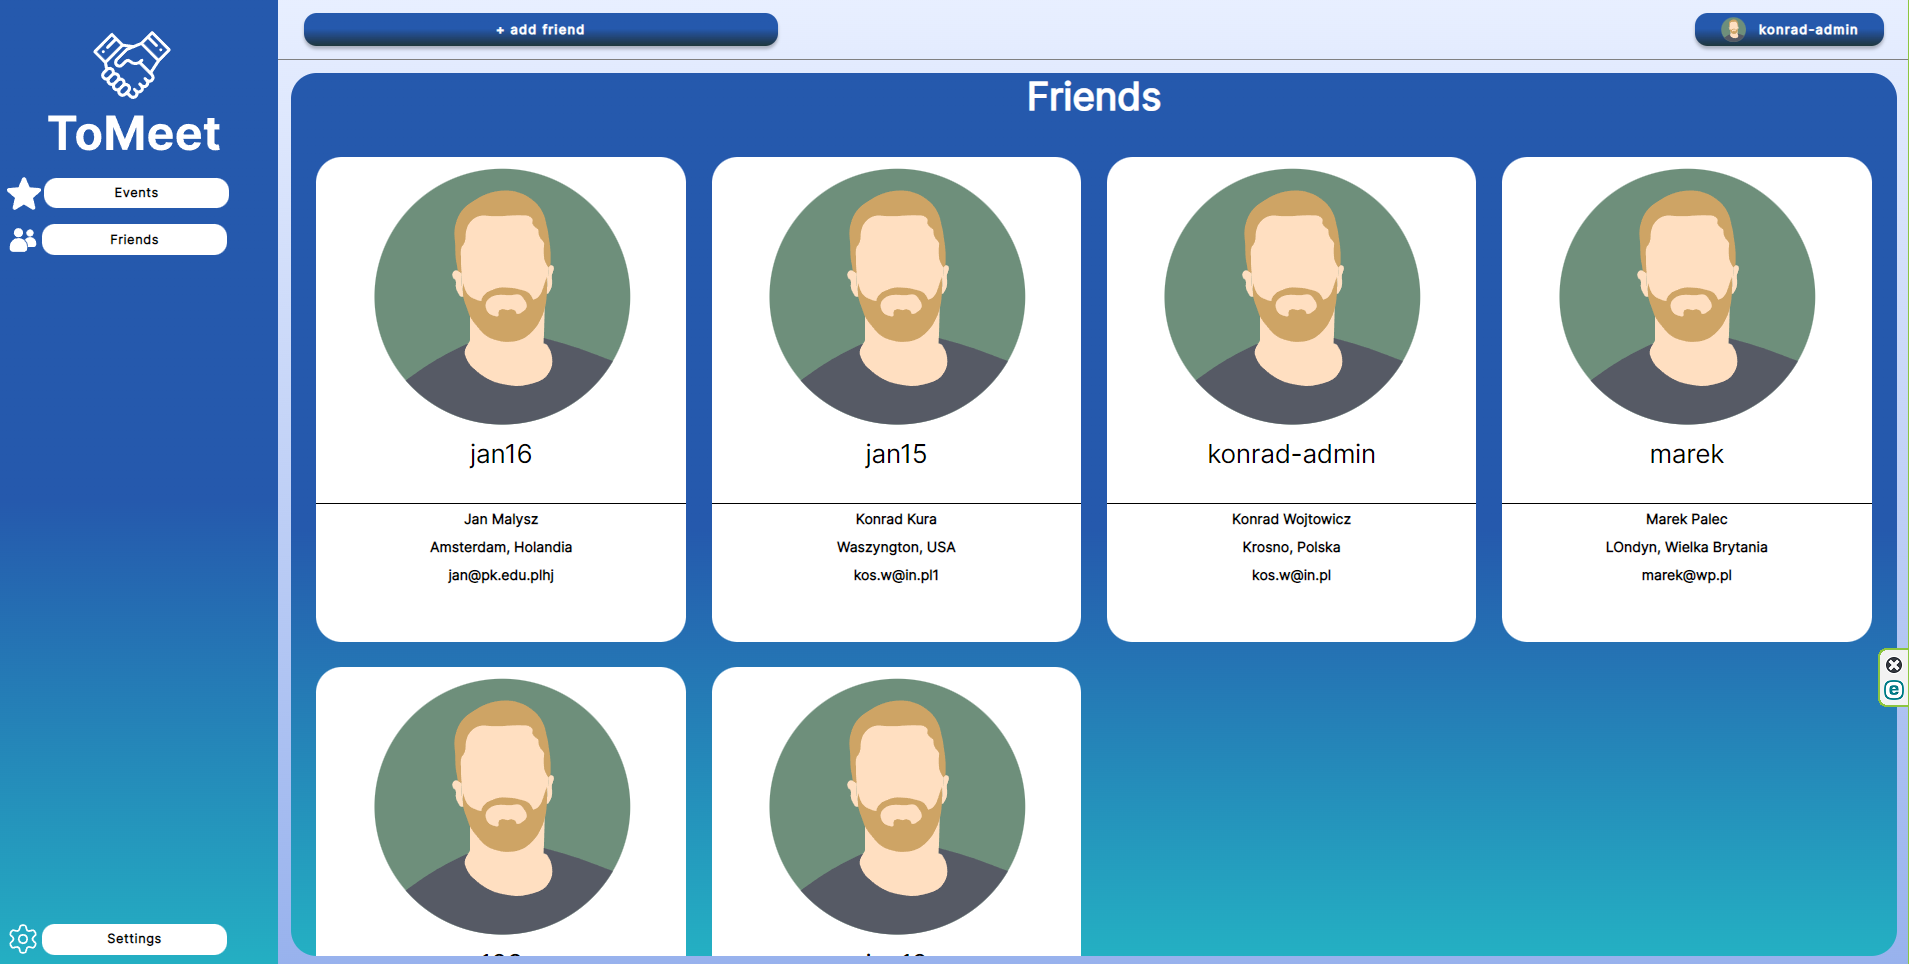 ToMeet
Events
Friends
Settings
+ add friend
konrad-admin
Friends
jan16
Jan Malysz
Amsterdam, Holandia
jan@pk.edu.plhj
jan15
Konrad Kura
Waszyngton, USA
kos.w@in.pl1
konrad-admin
Konrad Wojtowicz
Krosno, Polska
kos.w@in.pl
marek
Marek Palec
LOndyn, Wielka Brytania
marek@wp.pl
e